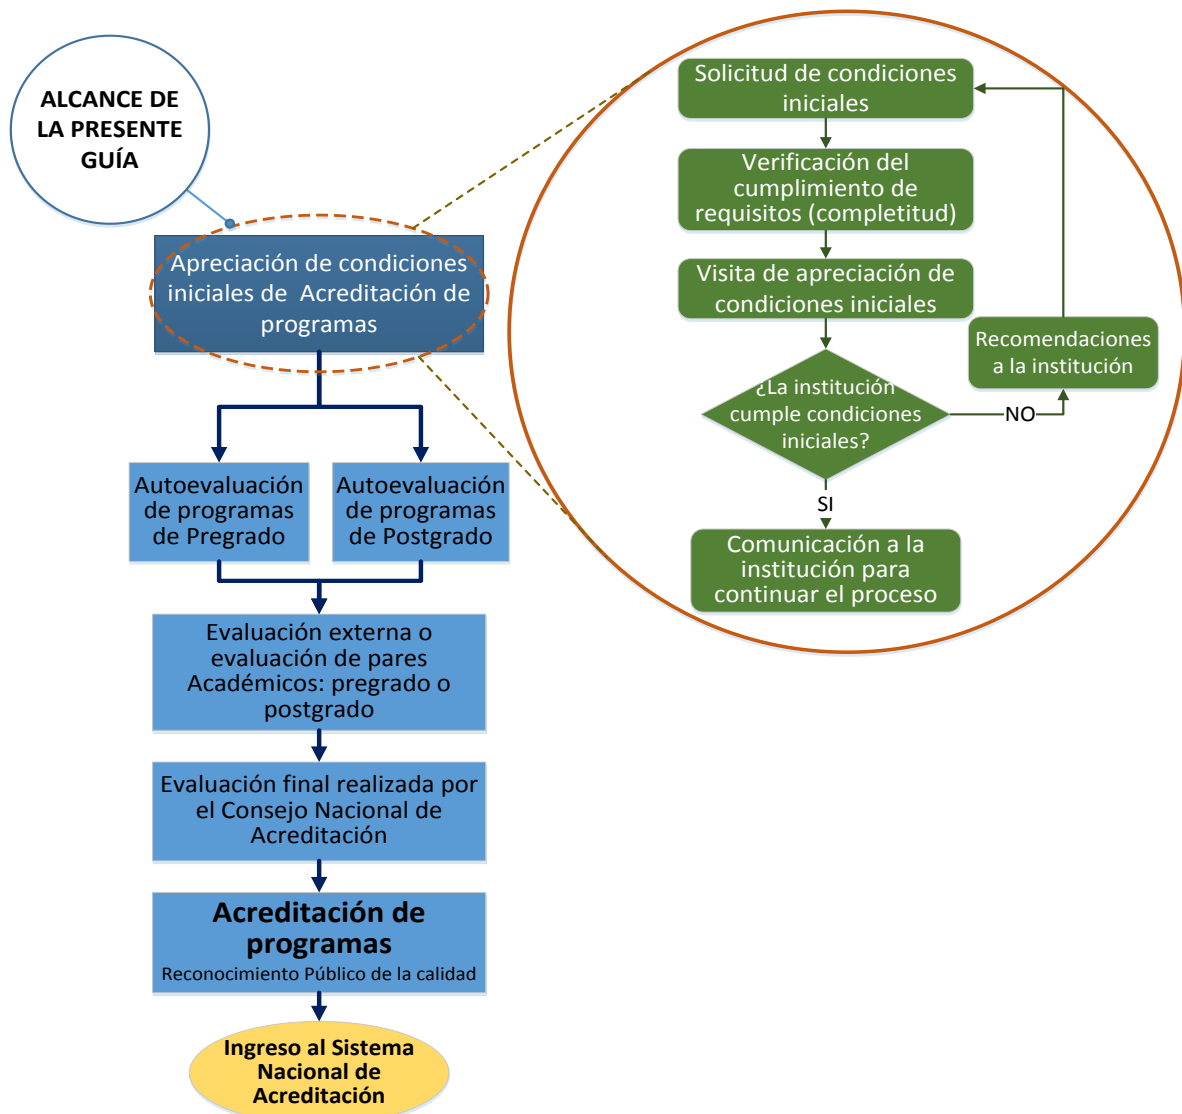 ALCANCE DE
LA PRESENTE
GUÍA
Apreciación de condiciones
iniciales de Acreditación de
programas
Autoevaluación
de programas
de Pregrado
Autoevaluación
de programas
de Postgrado
Evaluación externa o
evaluación de pares
Académicos: pregrado o
postgrado
Evaluación final realizada por
el Consejo Nacional de
Acreditación
Acreditación de
programas
Reconocimiento Público de la calidad
Ingreso al Sistema
Nacional de
Acreditación
Solicitud de condiciones
iniciales
Verificación del
cumplimiento de
requisitos (completitud)
Visita de apreciación de
condiciones iniciales
¿La institución
cumple condiciones
iniciales?
NO
Recomendaciones
a la institución
SI
Comunicación a la
institución para
continuar el proceso